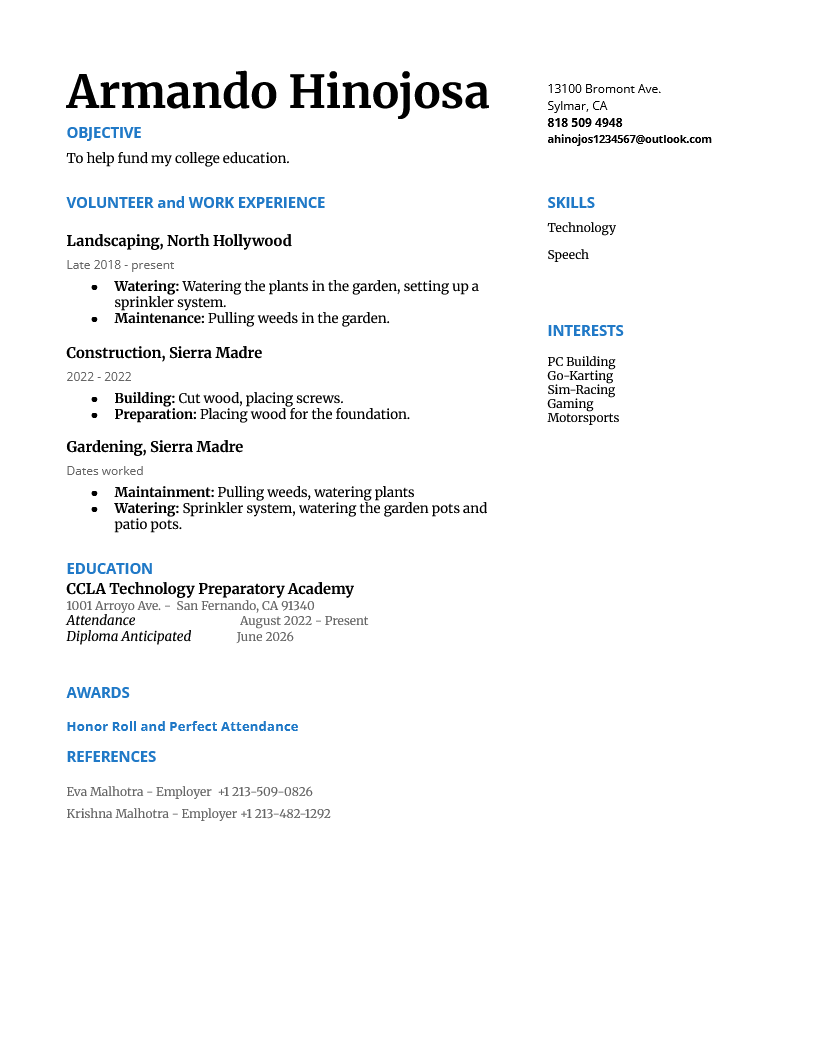 Armando Hinojosa
OBJECTIVE
To help fund my college education.
13100 Bromont Ave.
Sylmar, CA
818 509 4948
ahinojos1234567@outlook.com
VOLUNTEER and WORK EXPERIENCE
Landscaping, North Hollywood
Late 2018 - present
● Watering: Watering the plants in the garden, setting up a
sprinkler system.
● Maintenance: Pulling weeds in the garden.
Construction, Sierra Madre
2022 - 2022
● Building: Cut wood, placing screws.
● Preparation: Placing wood for the foundation.
Gardening, Sierra Madre
Dates worked
● Maintainment: Pulling weeds, watering plants
● Watering: Sprinkler system, watering the garden pots and
patio pots.
EDUCATION
CCLA Technology Preparatory Academy
1001 Arroyo Ave. - San Fernando, CA 91340
Attendance August 2022 - Present
Diploma Anticipated June 2026
AWARDS
Honor Roll and Perfect Attendance
REFERENCES
Eva Malhotra - Employer +1 213-509-0826
Krishna Malhotra - Employer +1 213-482-1292
SKILLS
Technology
Speech
INTERESTS
PC Building
Go-Karting
Sim-Racing
Gaming
Motorsports